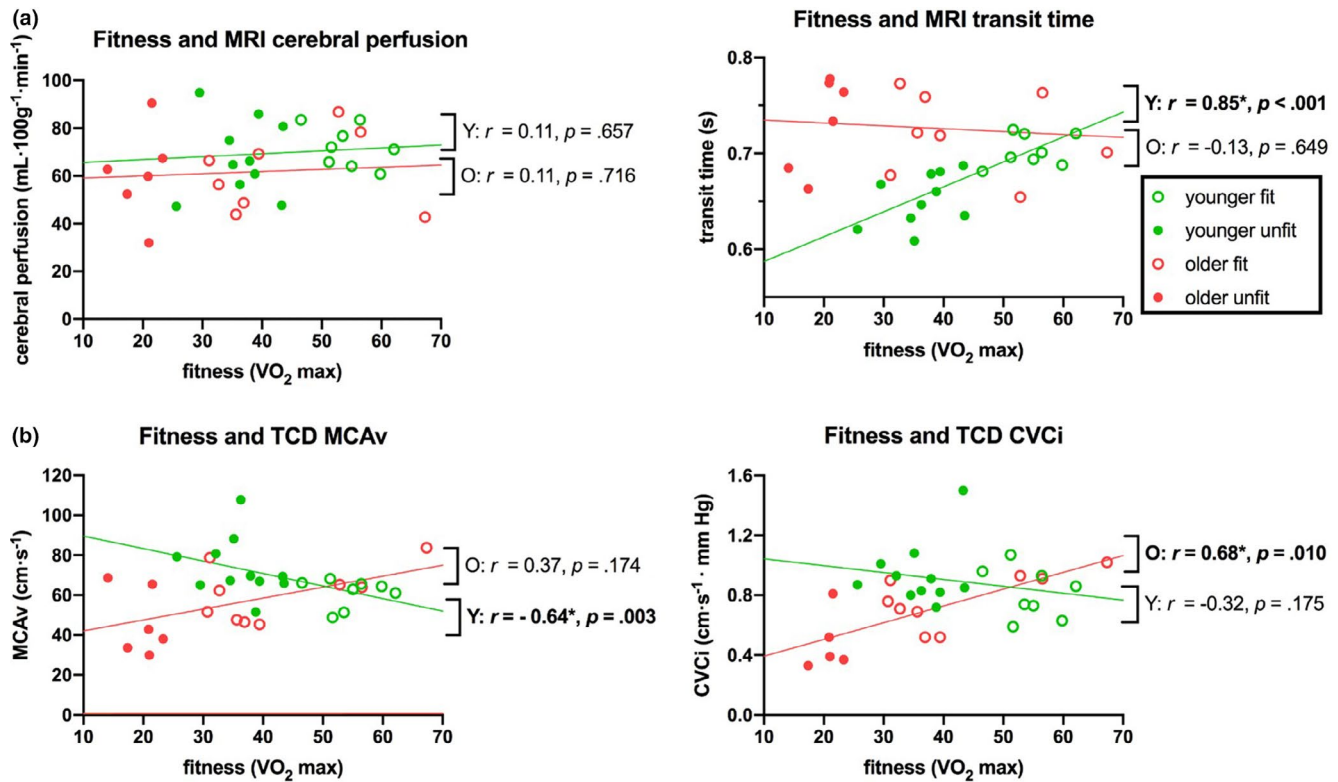 (a)
Fitness and MRI cerebral perfusion
cerebral perfusion (mL·100g⁻¹·min⁻¹)
100
80
60
40
20
0
10 20 30 40 50 60 70
fitness (VO₂ max)
Y: r = 0.11, p = .657
O: r = 0.11, p = .716
Fitness and MRI transit time
transit time (s)
0.8
0.7
0.6
10 20 30 40 50 60 70
fitness (VO₂ max)
Y: r = 0.85*, p < .001
O: r = -0.13, p = .649
younger fit
younger unfit
older fit
older unfit
(b)
Fitness and TCD MCAv
MCAv (cm·s⁻¹)
120
100
80
60
40
20
0
10 20 30 40 50 60 70
fitness (VO₂ max)
O: r = 0.37, p = .174
Y: r = - 0.64*, p = .003
Fitness and TCD CVCi
CVCi (cm·s⁻¹ · mm Hg)
1.6
1.2
0.8
0.4
0.0
10 20 30 40 50 60 70
fitness (VO₂ max)
O: r = 0.68*, p = .010
Y: r = -0.32, p = .175